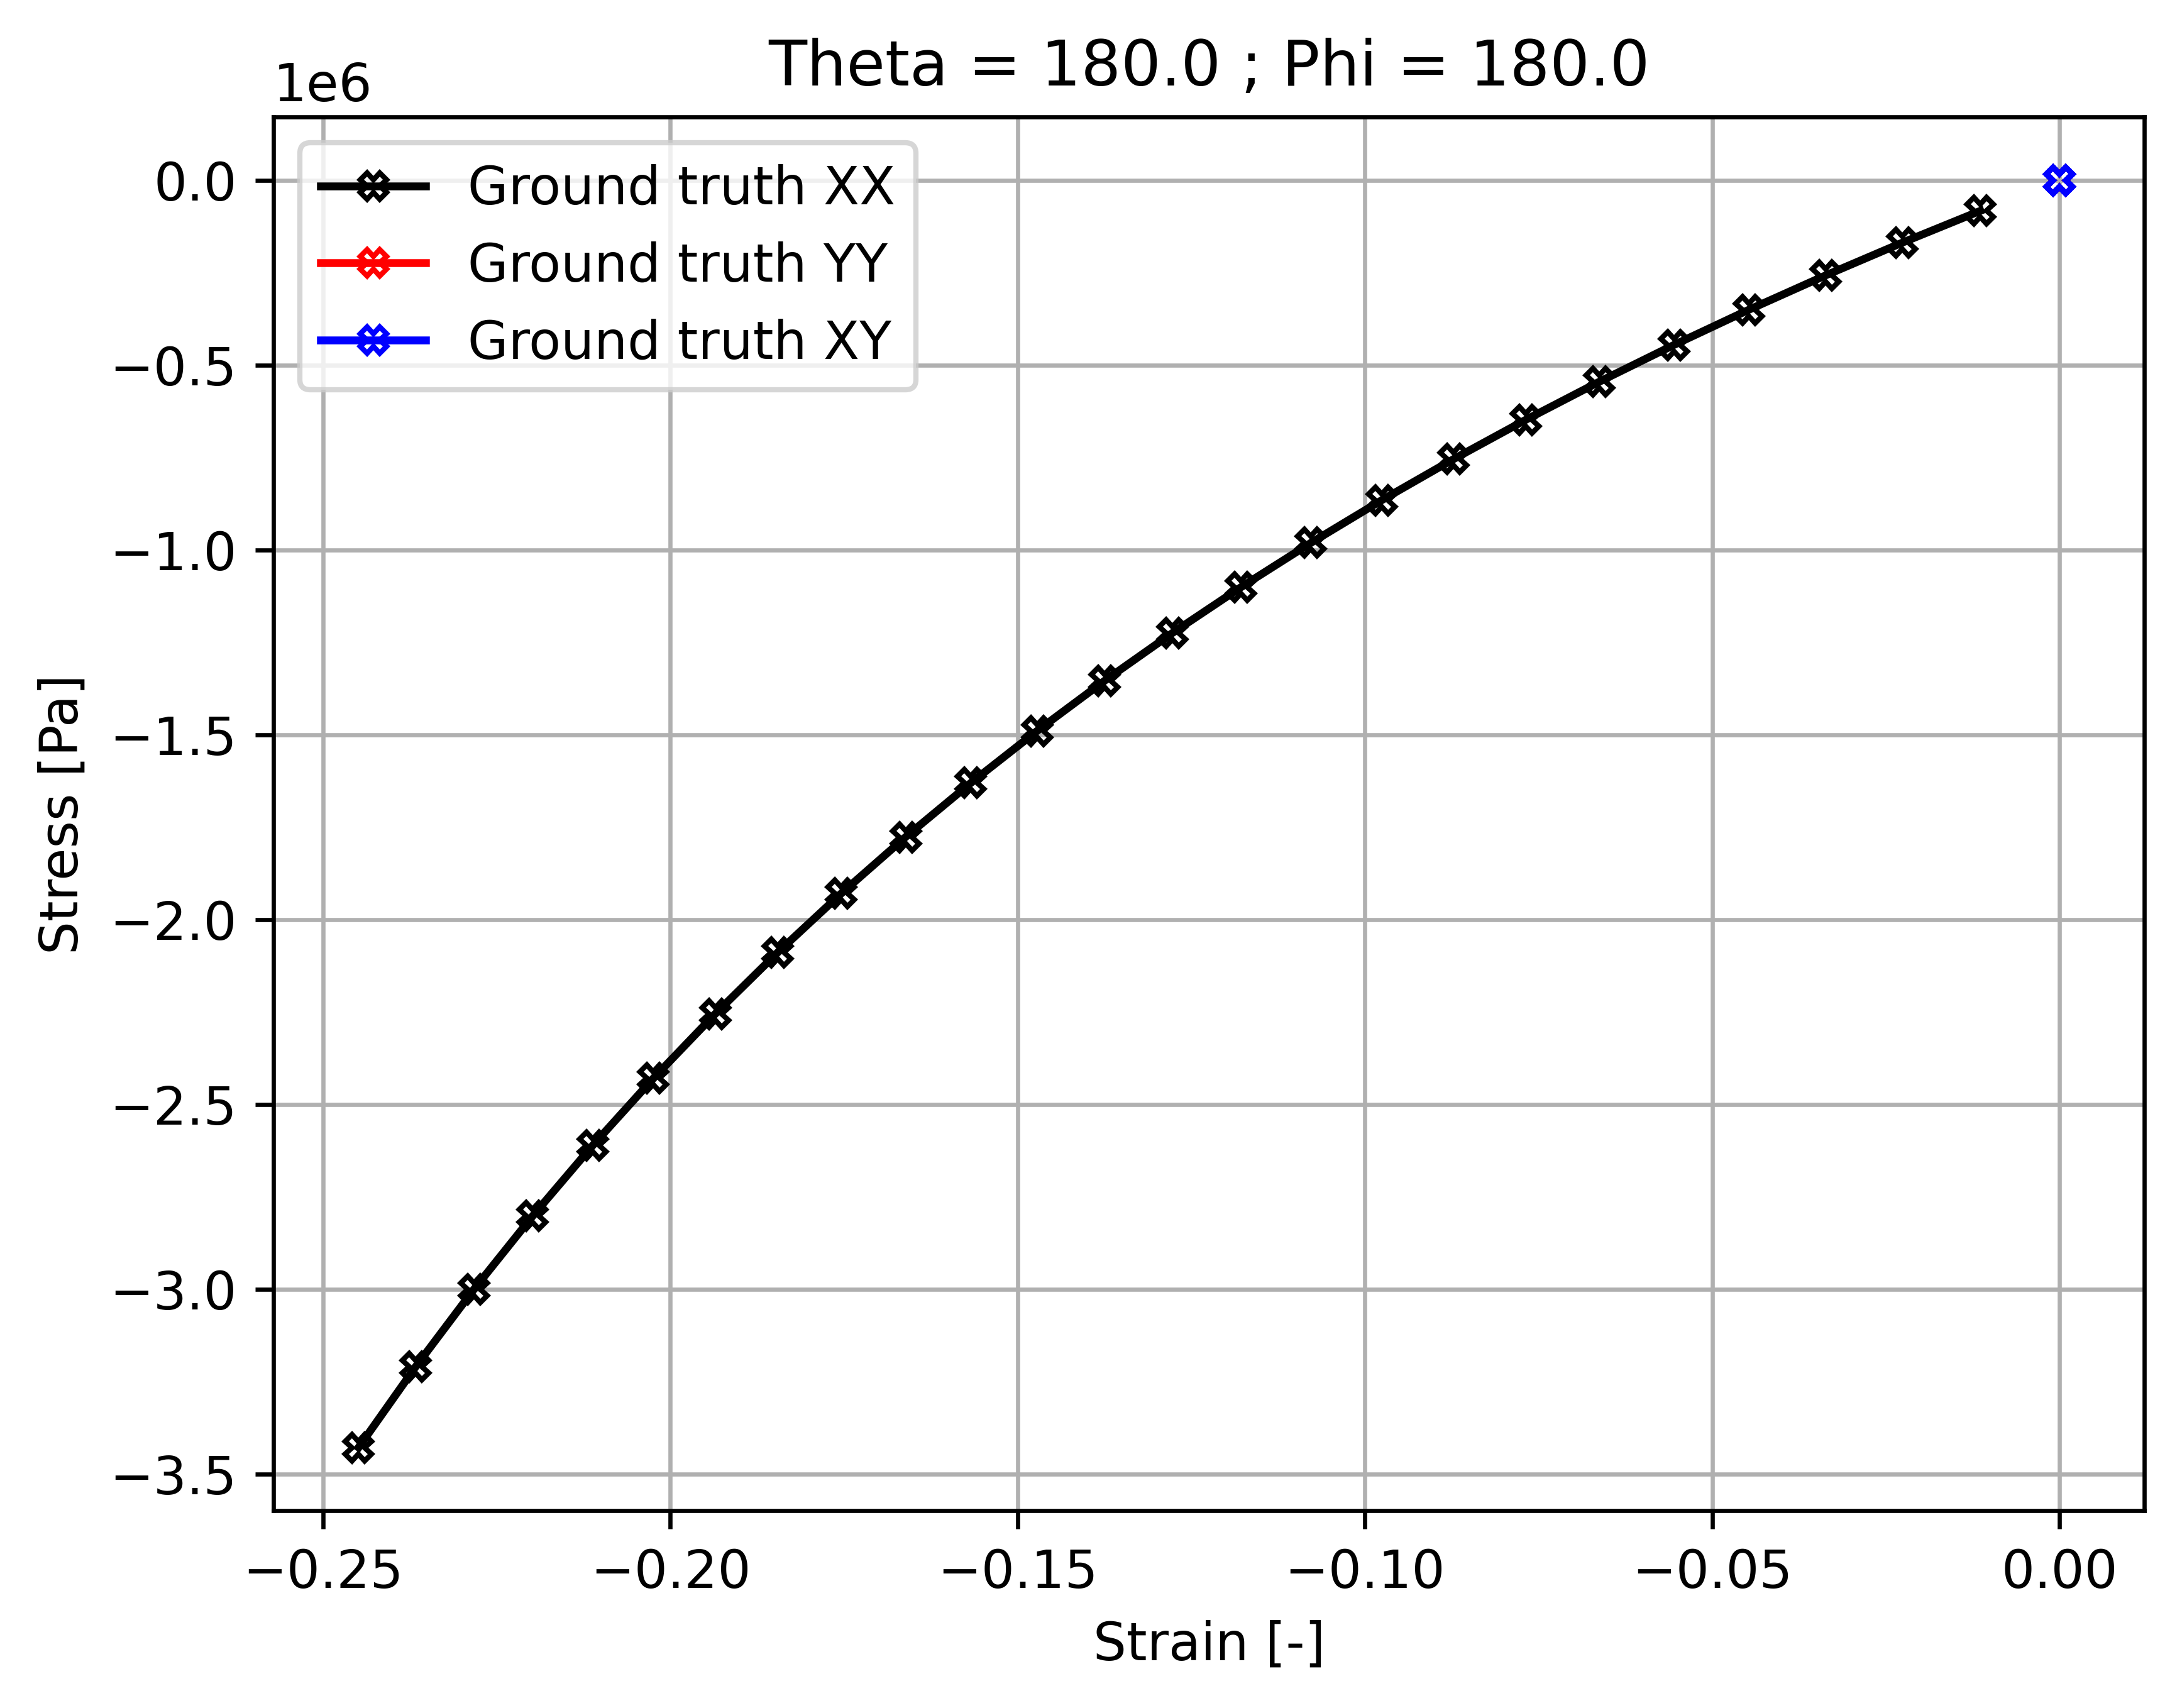 Theta = 180.0 ; Phi = 180.0
1e6
Ground truth XX
Ground truth YY
Ground truth XY
0.0
−0.5
−1.0
−1.5
−2.0
−2.5
−3.0
−3.5
Stress [Pa]
−0.25 −0.20 −0.15 −0.10 −0.05 0.00
Strain [-]